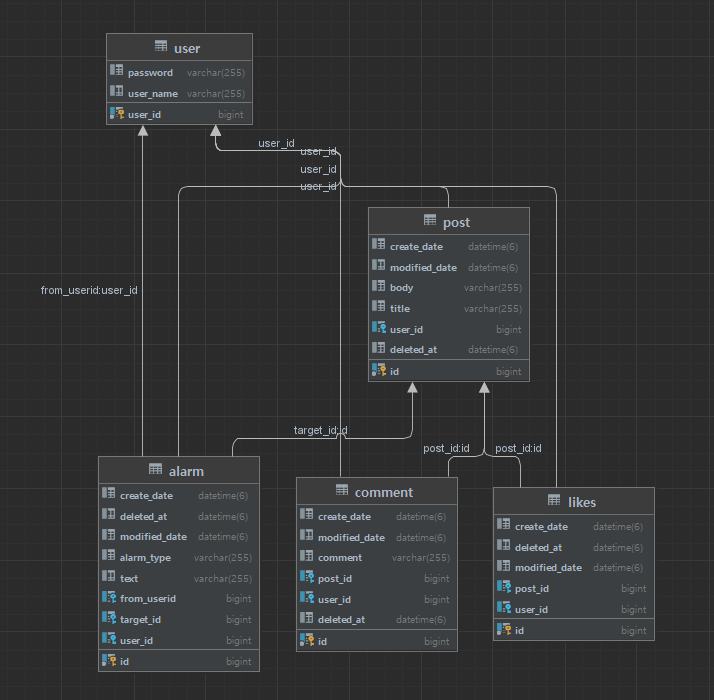 user
password varchar(255)
user_name varchar(255)
user_id bigint
user_id
user_id
user_id
user_id
post
create_date datetime(6)
modified_date datetime(6)
body varchar(255)
title varchar(255)
user_id bigint
deleted_at datetime(6)
id bigint
from_userid:user_id
target_id:id
post_id:id
post_id:id
alarm
create_date datetime(6)
deleted_at datetime(6)
modified_date datetime(6)
alarm_type varchar(255)
text varchar(255)
from_userid bigint
target_id bigint
user_id bigint
id bigint
comment
create_date datetime(6)
modified_date datetime(6)
comment varchar(255)
post_id bigint
user_id bigint
deleted_at datetime(6)
id bigint
likes
create_date datetime(6)
deleted_at datetime(6)
modified_date datetime(6)
post_id bigint
user_id bigint
id bigint